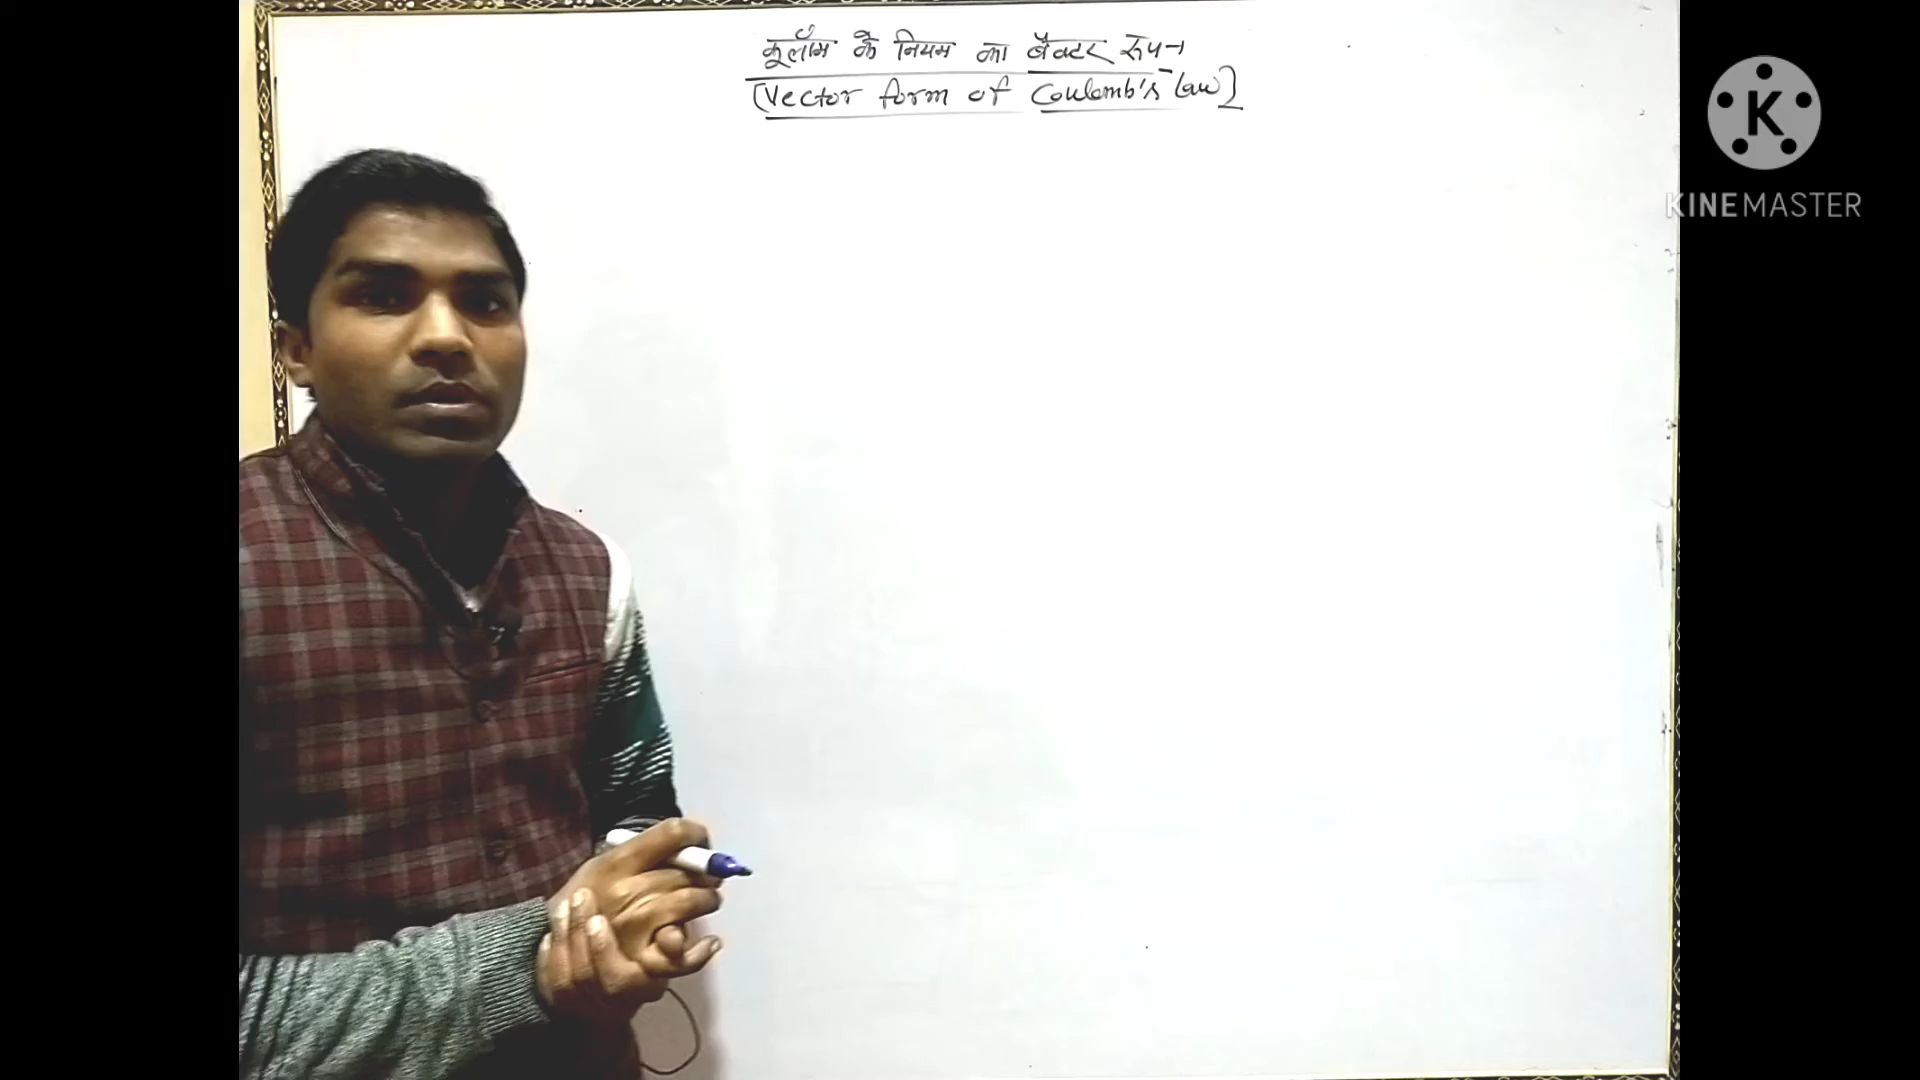 कूलॉम के नियम का वैक्टर रूप→
[Vector form of Coulomb's Law]
K
KINEMASTER